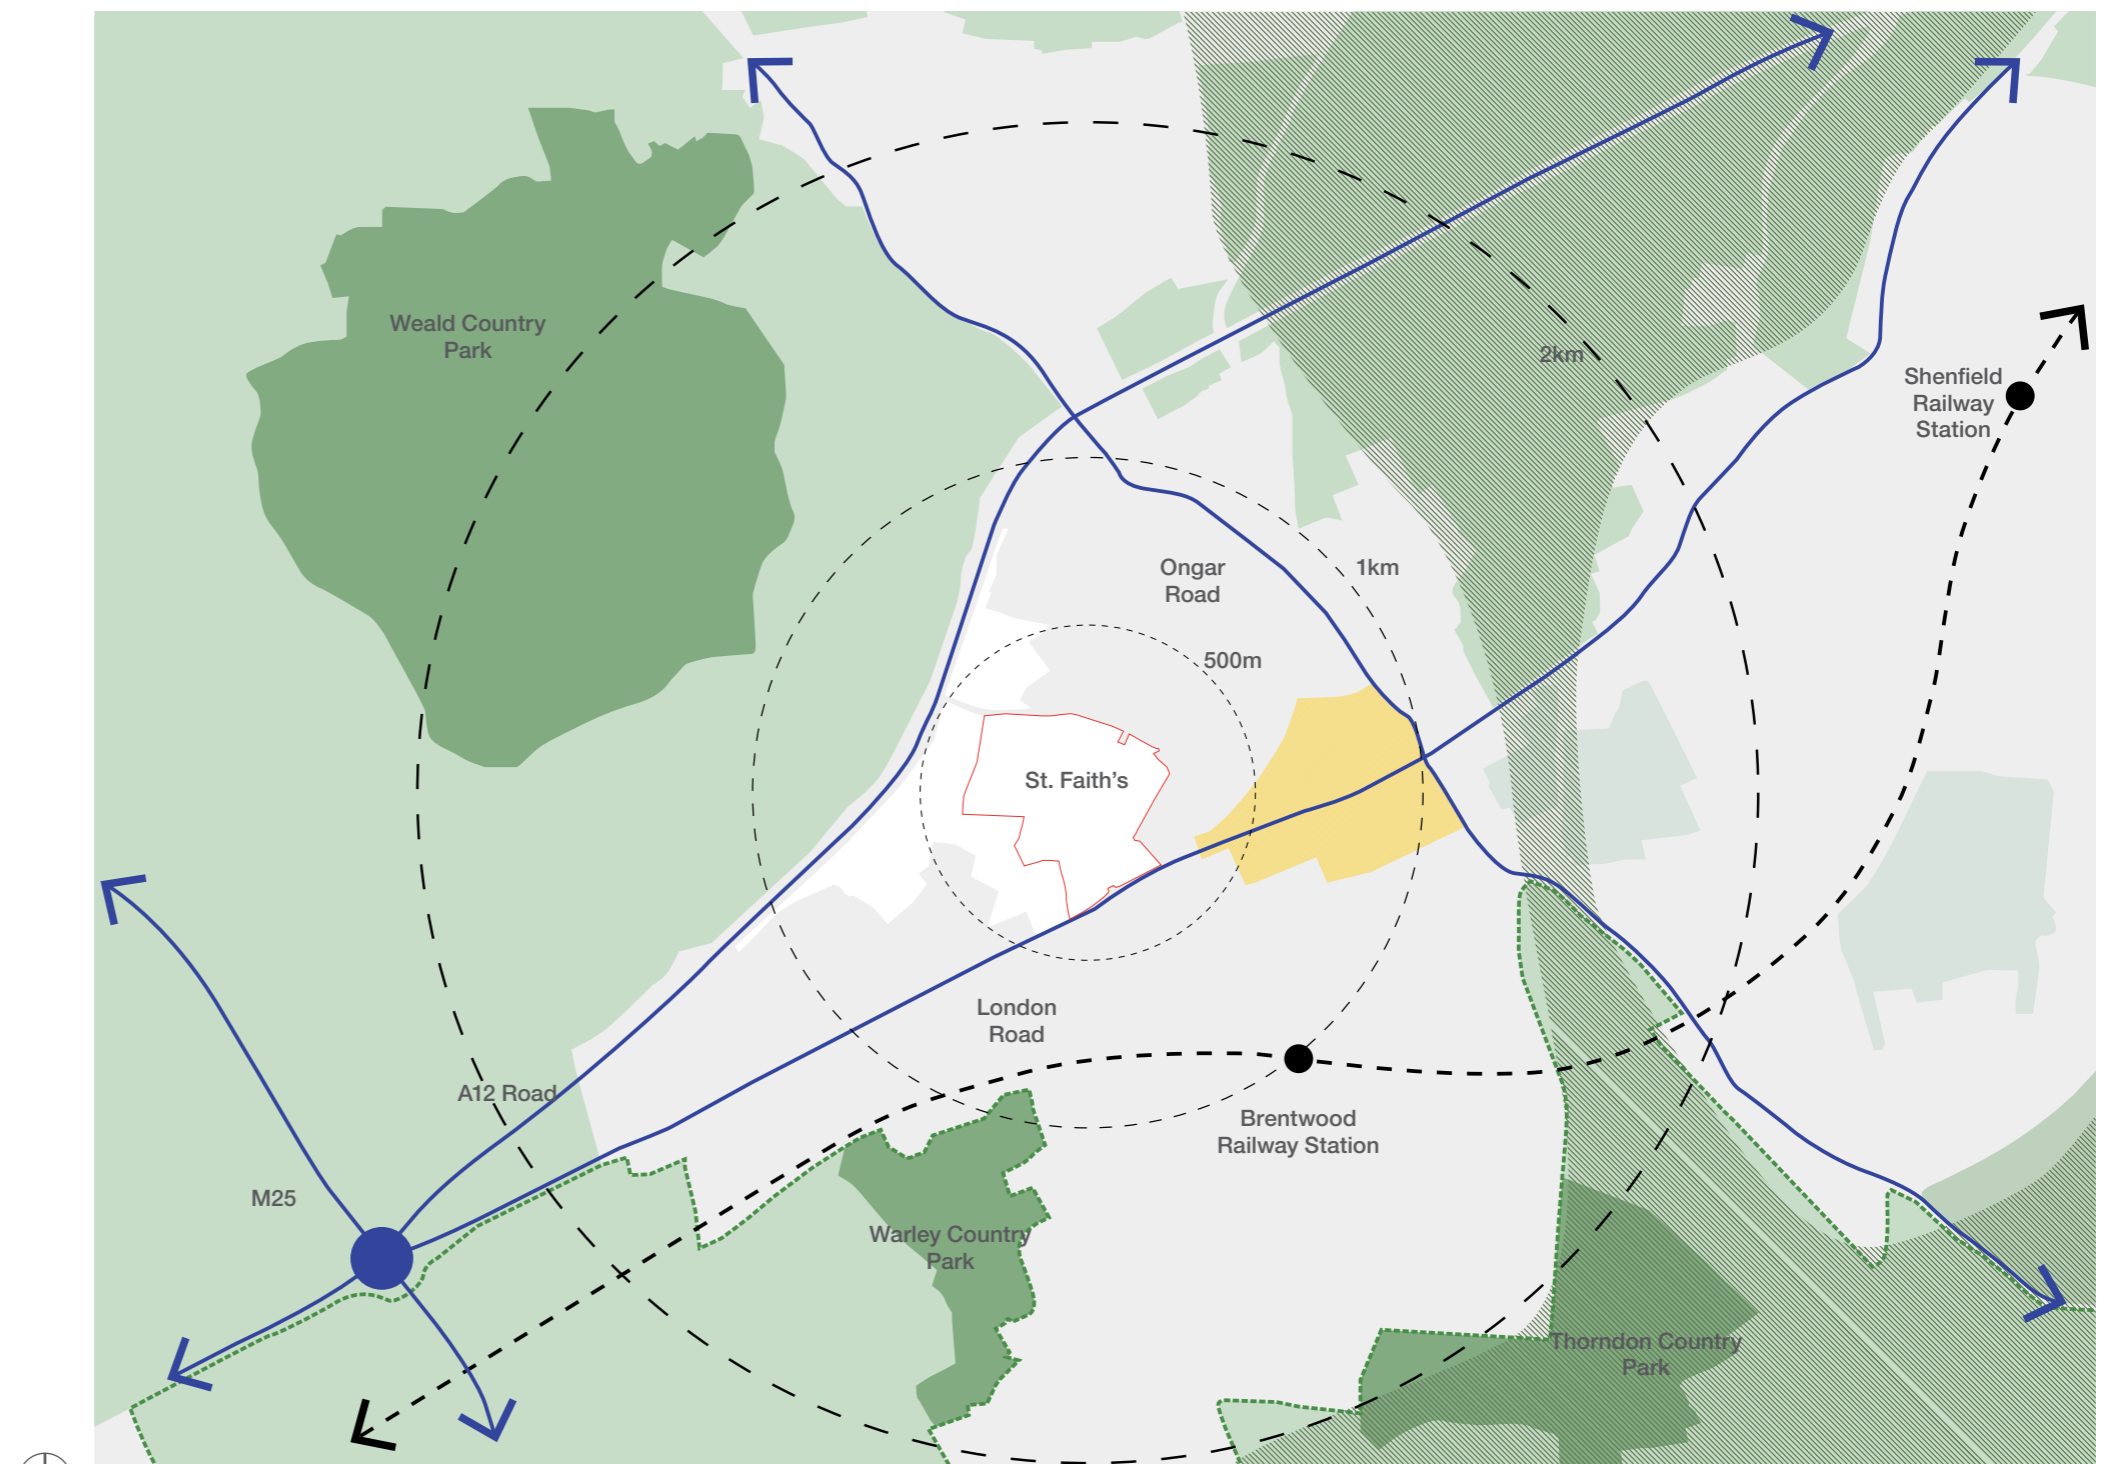 Weald Country
Park
2km
Shenfield
Railway
Station
Ongar
Road
1km
500m
St. Faith's
London
Road
A12 Road
Brentwood
Railway Station
M25
Warley Country
Park
Thorndon Country
Park